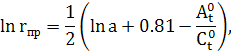 ln r_пр = 1/2 (ln a + 0.81 − A_t^0/C_t^0),